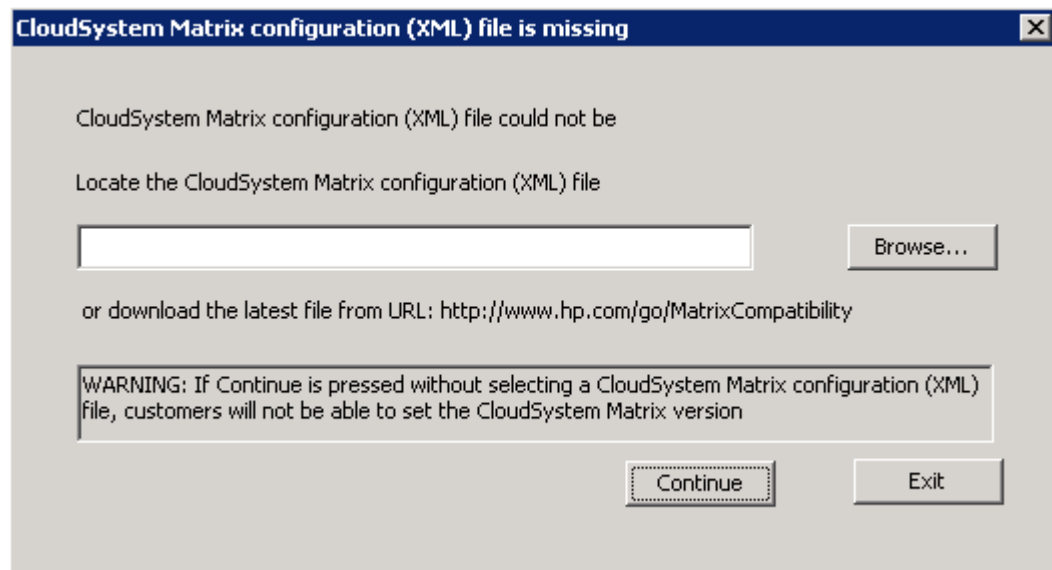 CloudSystem Matrix configuration (XML) file is missing
CloudSystem Matrix configuration (XML) file could not be
Locate the CloudSystem Matrix configuration (XML) file
Browse...
or download the latest file from URL: http://www.hp.com/go/MatrixCompatibility
WARNING: If Continue is pressed without selecting a CloudSystem Matrix configuration (XML)
file, customers will not be able to set the CloudSystem Matrix version
Continue
Exit